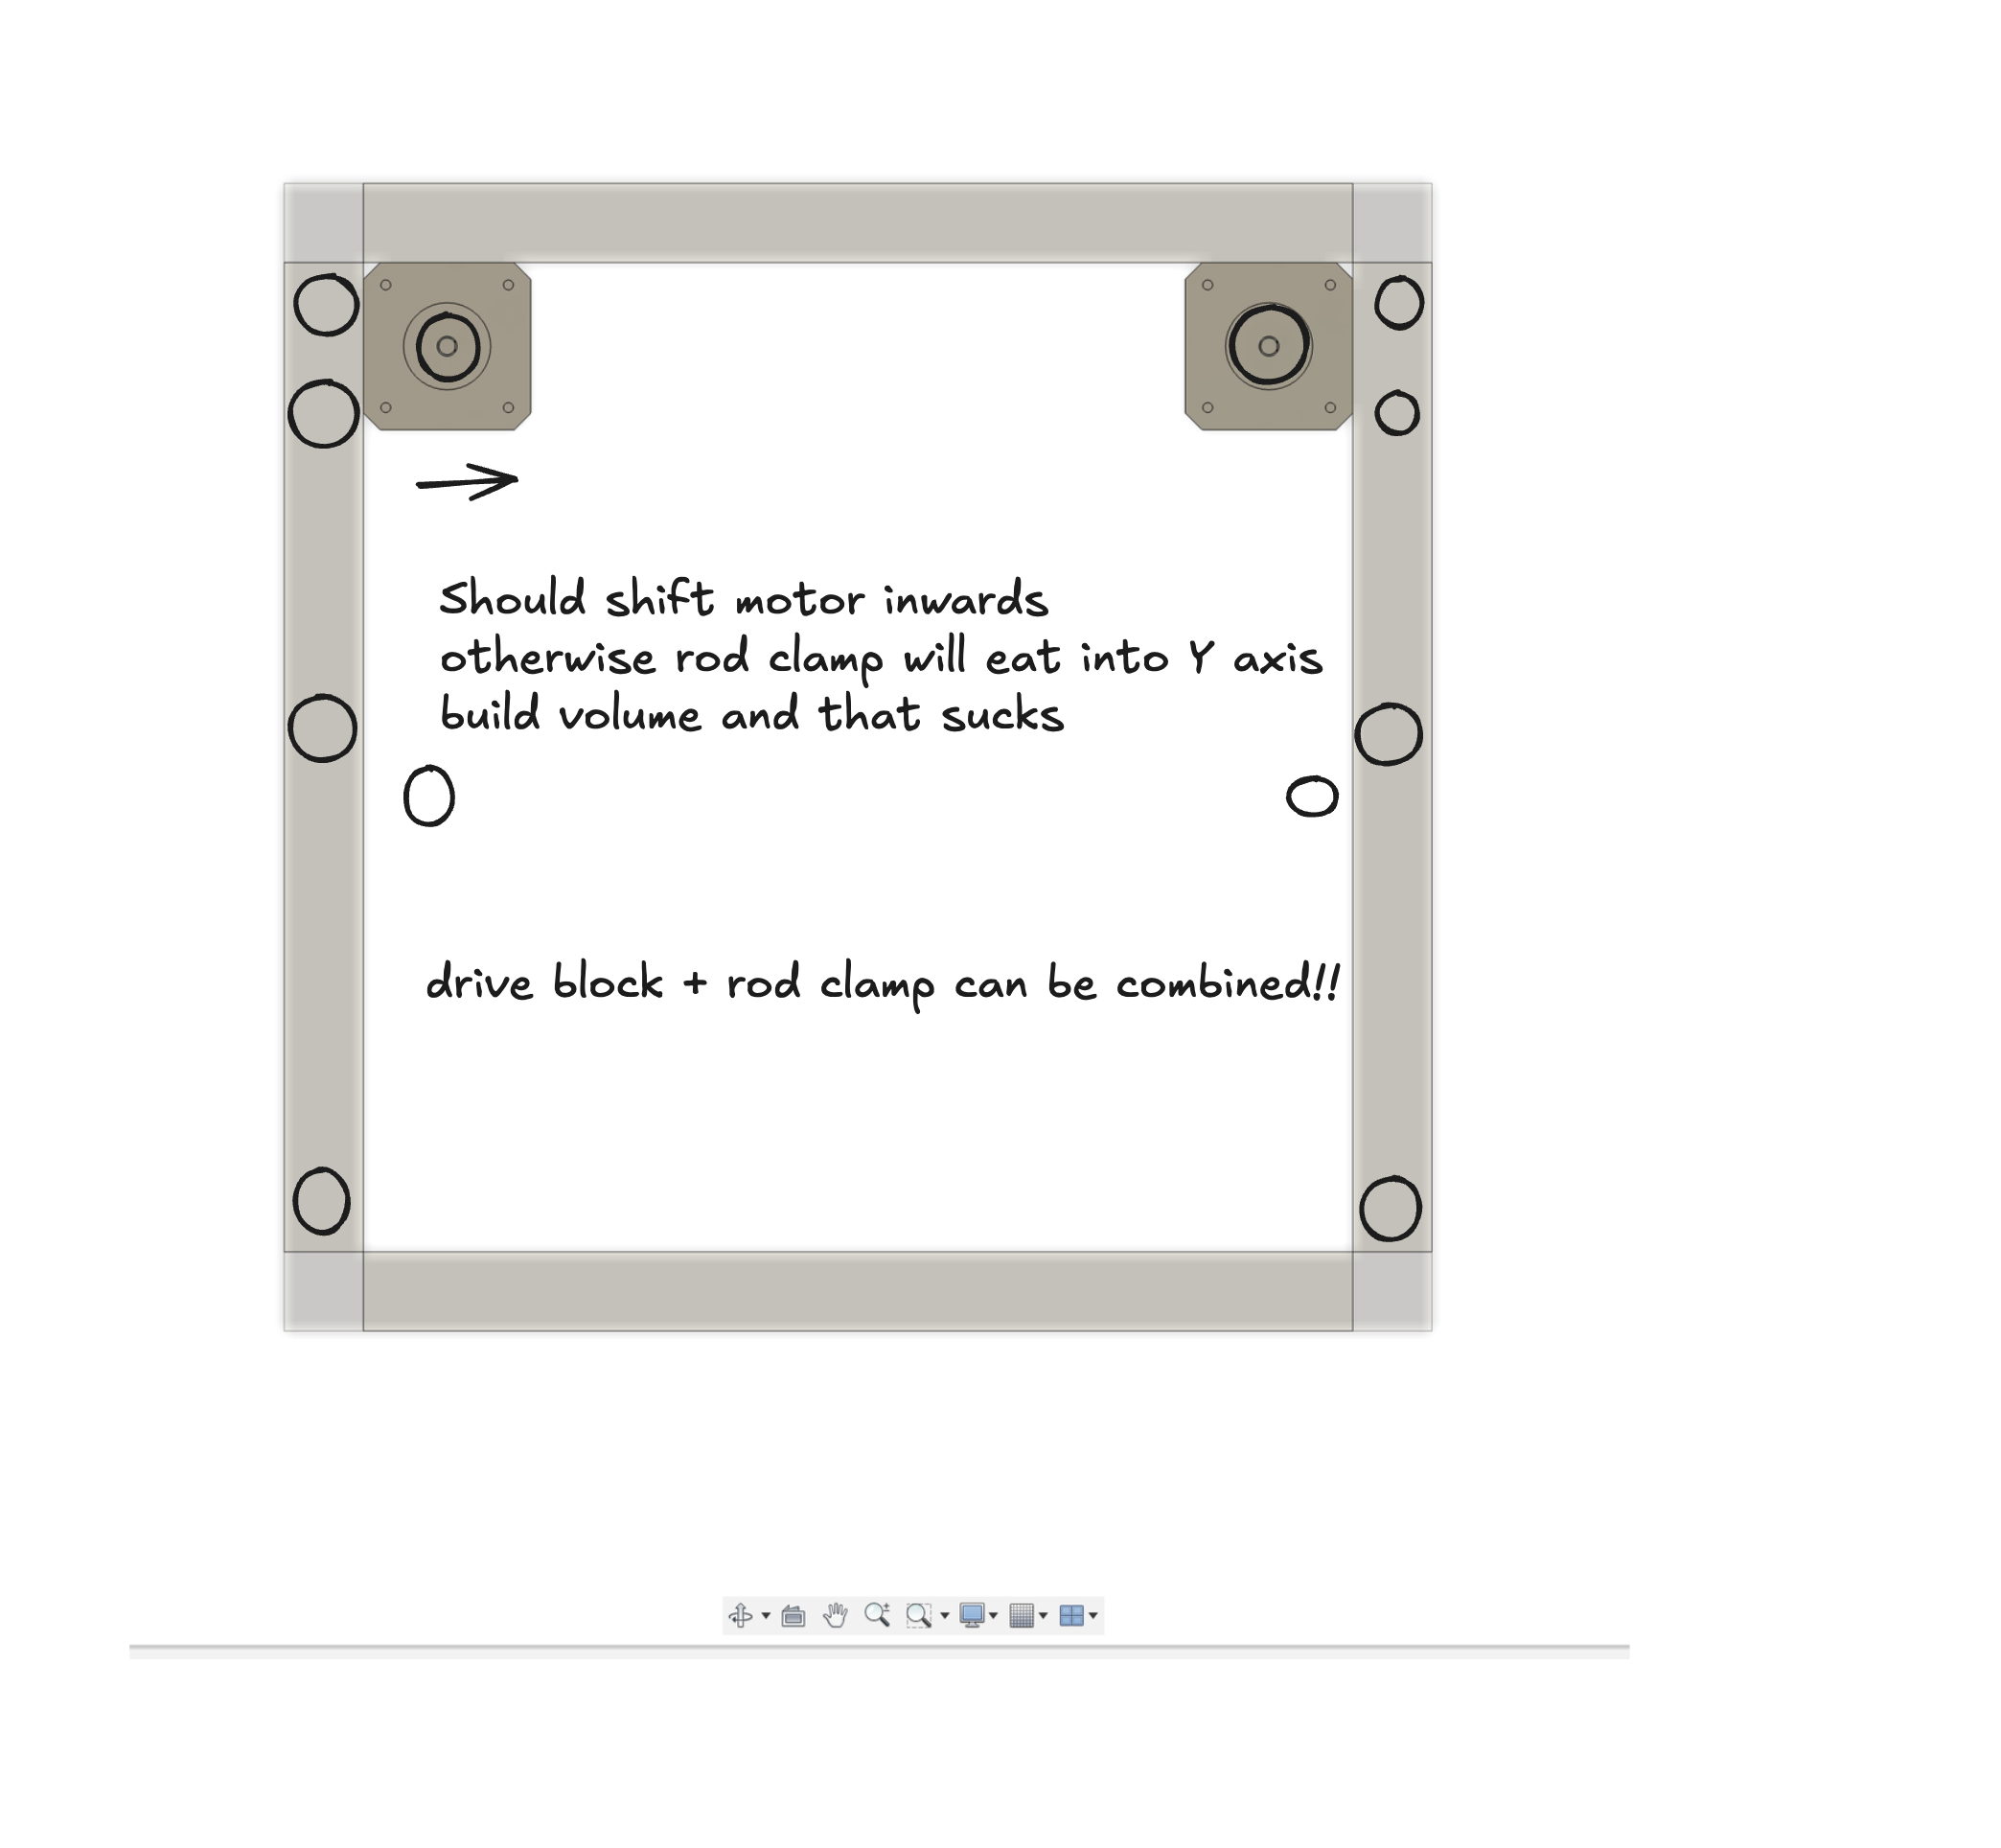 Should shift motor inwards
otherwise rod clamp will eat into Y axis
build volume and that sucks
drive block + rod clamp can be combined!!